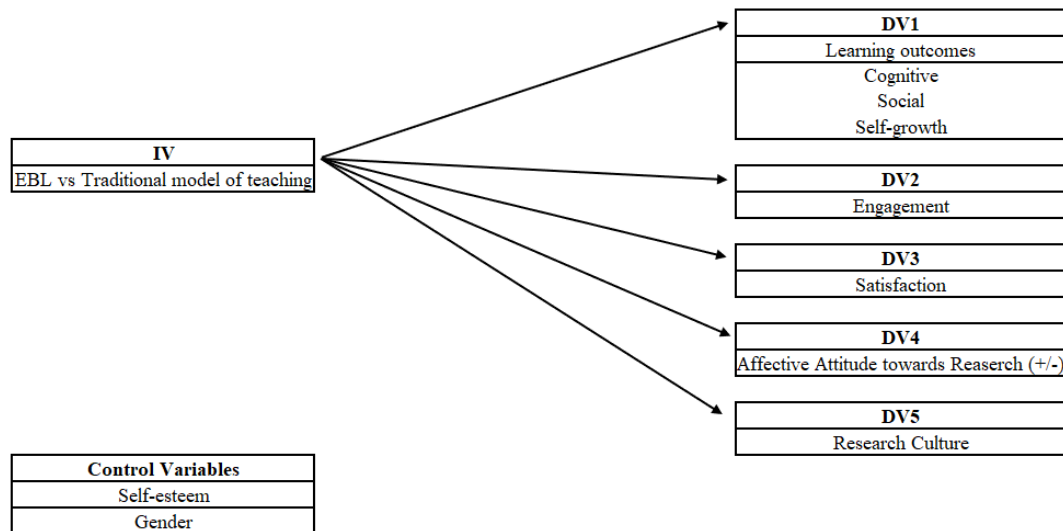 IV
EBL vs Traditional model of teaching
Control Variables
Self-esteem
Gender
DV1
Learning outcomes
Cognitive
Social
Self-growth
DV2
Engagement
DV3
Satisfaction
DV4
Affective Attitude towards Reaserch (+/-)
DV5
Research Culture